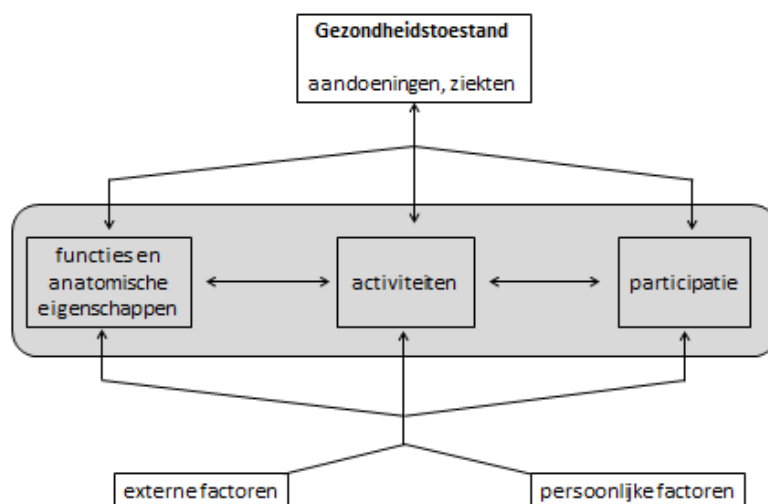 Gezondheidstoestand
aandoeningen, ziekten
functies en
anatomische
eigenschappen
activiteiten
participatie
externe factoren
persoonlijke factoren